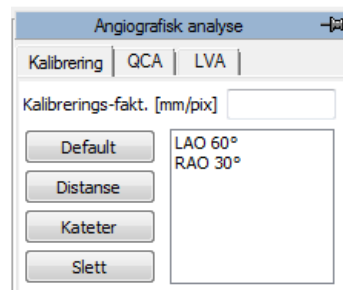 Angiografisk analyse
Kalibrering QCA LVA
Kalibrerings-fakt. [mm/pix]
Default
Distanse
Kateter
Slett
LAO 60°
RAO 30°